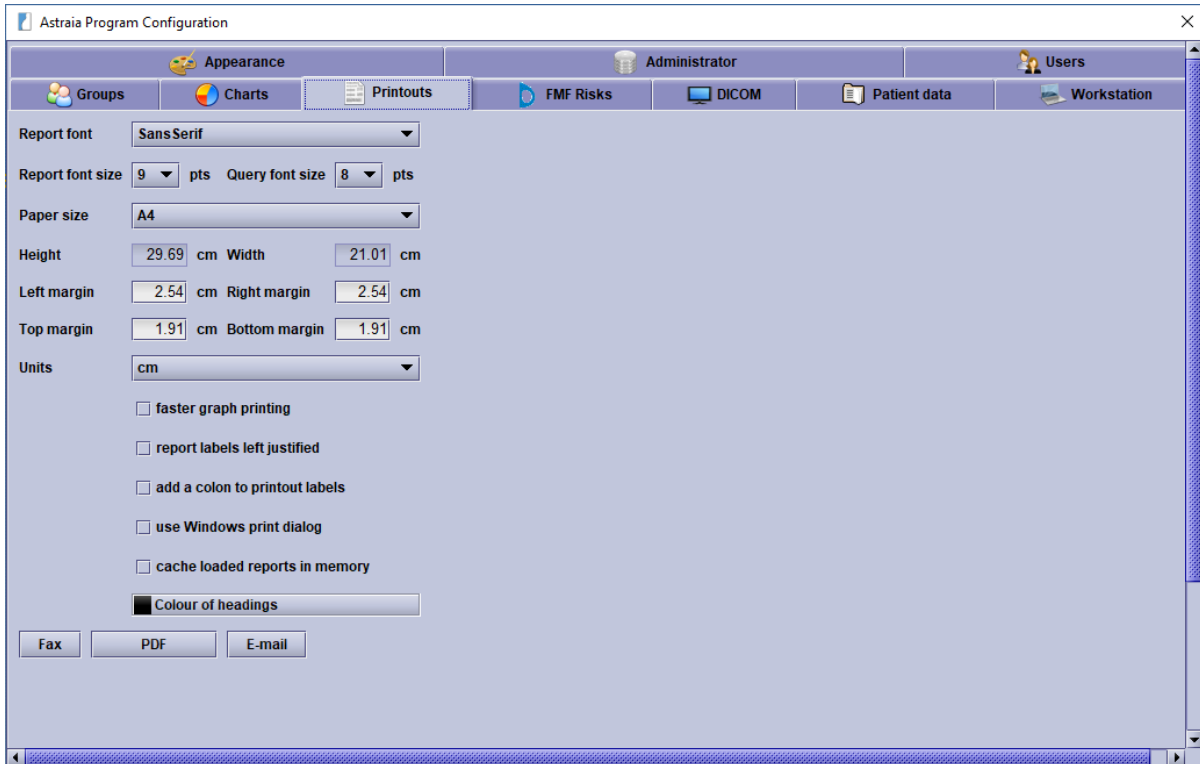 Astraia Program Configuration
Appearance Administrator Users
Groups Charts Printouts FMF Risks DICOM Patient data Workstation
Report font SansSerif
Report font size 9 pts Query font size 8 pts
Paper size A4
Height 29.69 cm Width 21.01 cm
Left margin 2.54 cm Right margin 2.54 cm
Top margin 1.91 cm Bottom margin 1.91 cm
Units cm
faster graph printing
report labels left justified
add a colon to printout labels
use Windows print dialog
cache loaded reports in memory
Colour of headings
Fax PDF E-mail